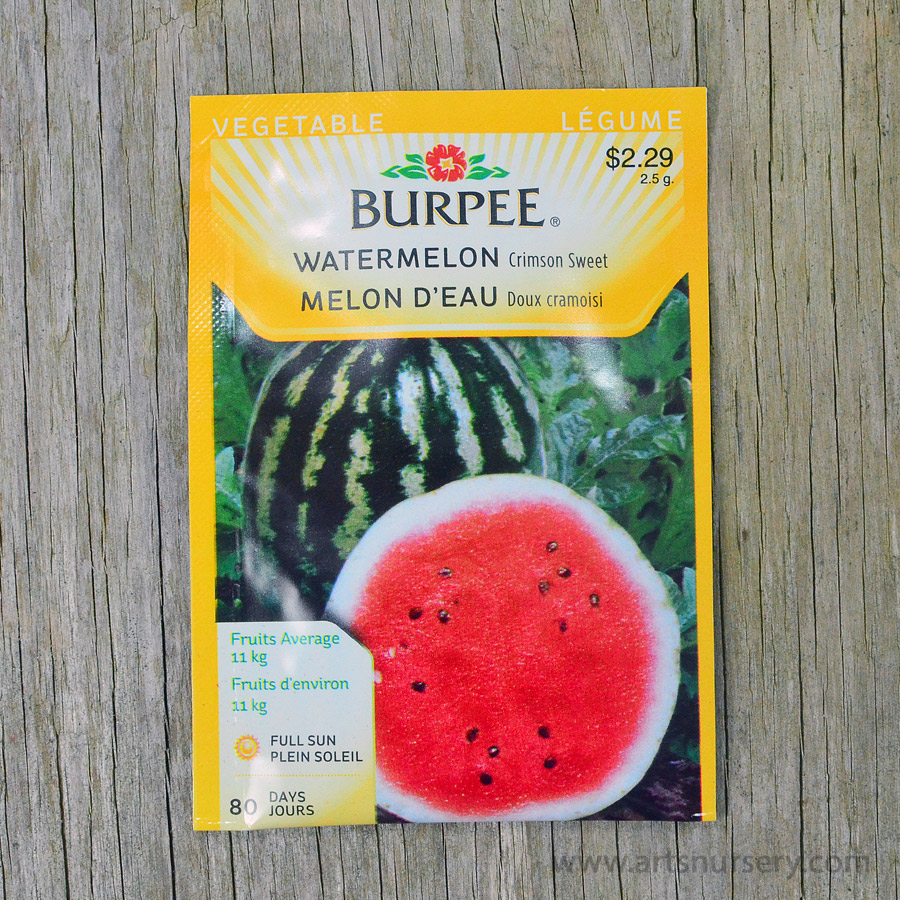 VEGETABLE LÉGUME
$2.29
2.5 g.
BURPEE®
WATERMELON Crimson Sweet
MELON D'EAU Doux cramoisi
Fruits Average
11 kg
Fruits d'environ
11 kg
FULL SUN
PLEIN SOLEIL
80 DAYS
JOURS
www.artsnursery.com